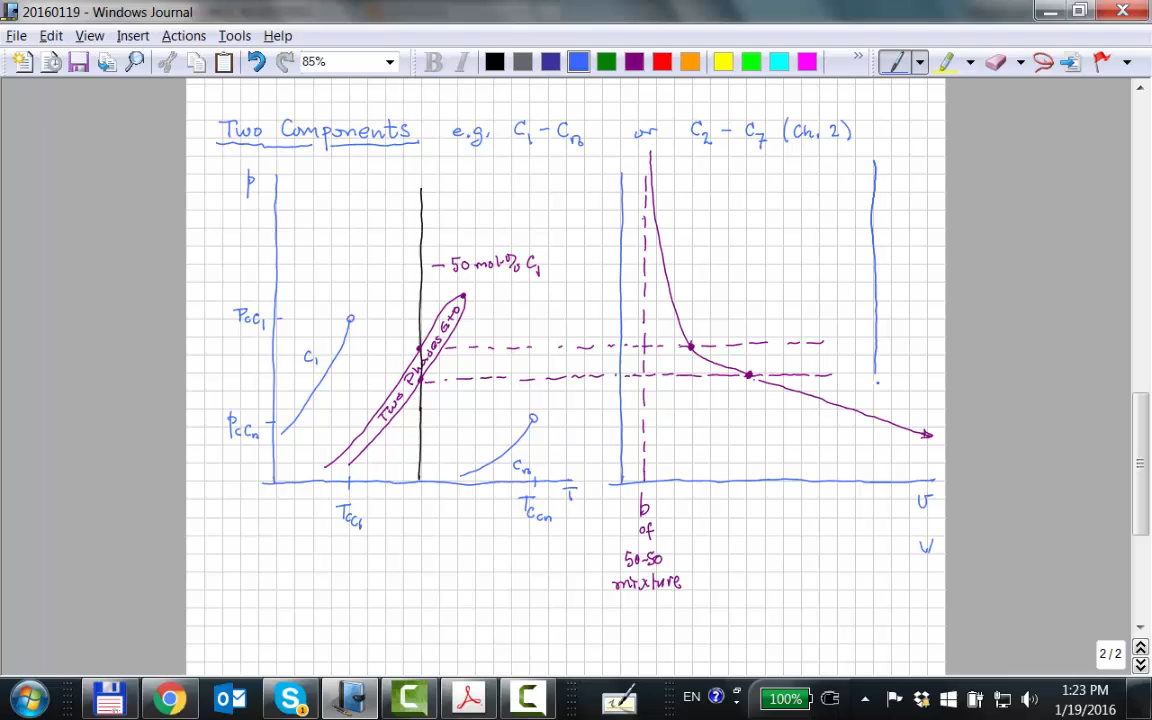 20160119 - Windows Journal
File Edit View Insert Actions Tools Help
85%
B I
Two Components e.g. C1 - Cn or C2 - C7 (Ch. 2)
p
- 50 mol-% C1
PcC1
C1
Two Phases G+O
PcCn
Cn
TcC1
TcCn
T
v
b
of
50-50
mixture
2 / 2
EN
100%
1:23 PM
1/19/2016